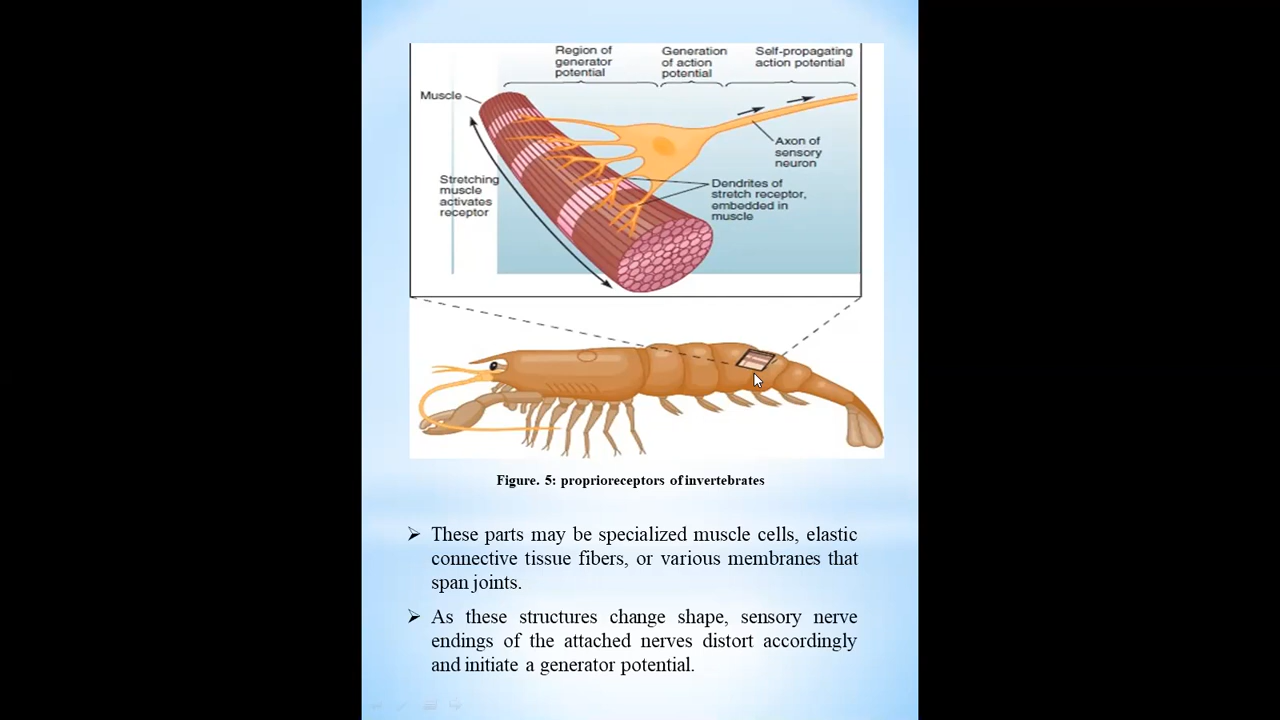 Region of
generator
potential
Generation
of action
potential
Self-propagating
action potential
Muscle
Axon of
sensory
neuron
Stretching
muscle
activates
receptor
Dendrites of
stretch receptor,
embedded in
muscle
Figure. 5: proprioreceptors of invertebrates
These parts may be specialized muscle cells, elastic
connective tissue fibers, or various membranes that
span joints.
As these structures change shape, sensory nerve
endings of the attached nerves distort accordingly
and initiate a generator potential.